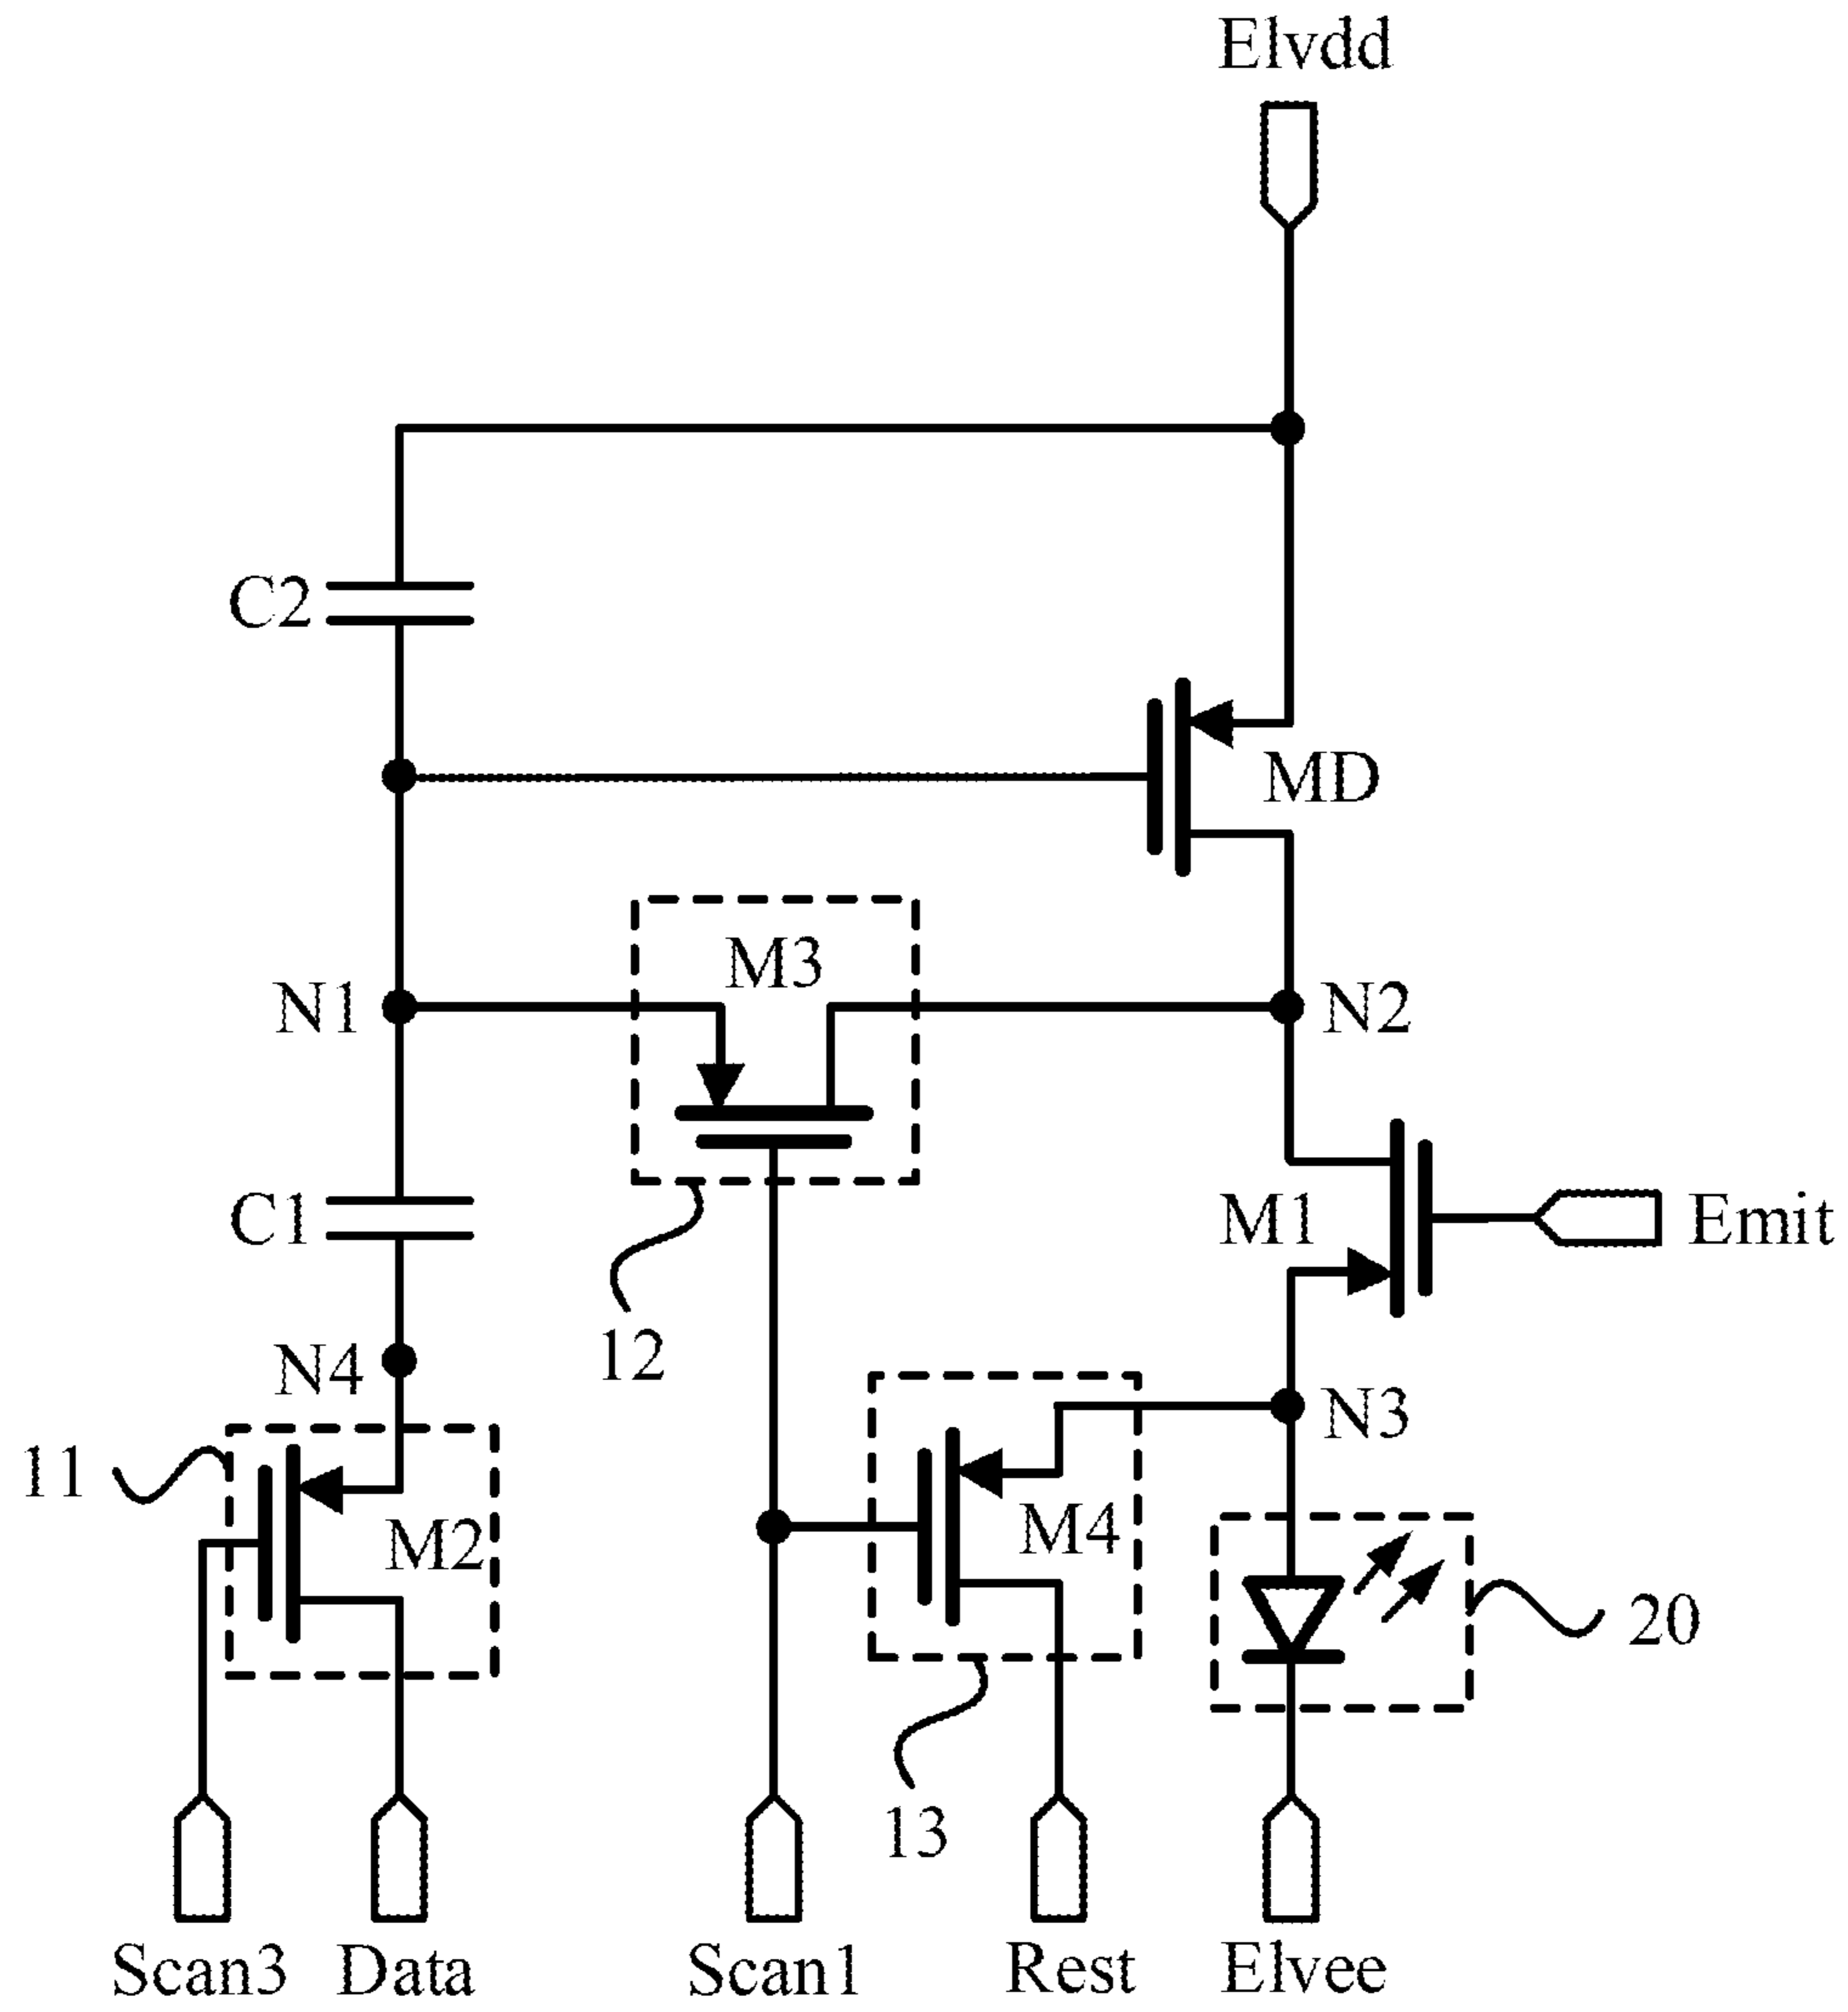 Elvdd
C2
MD
M3
N1
N2
C1
M1
Emit
12
N4
N3
11
M2
M4
20
13
Scan3
Data
Scan1
Rest
Elvee